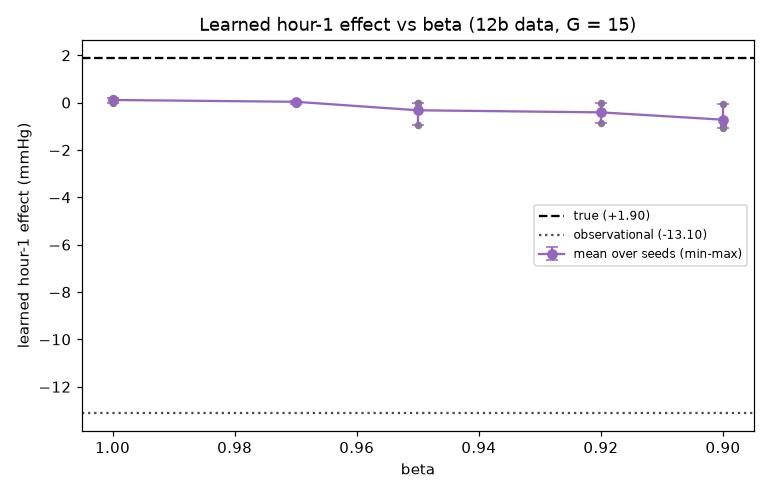 Learned hour-1 effect vs beta (12b data, G = 15)
learned hour-1 effect (mmHg)
2
0
−2
−4
−6
−8
−10
−12
true (+1.90)
observational (-13.10)
mean over seeds (min-max)
1.00 0.98 0.96 0.94 0.92 0.90
beta